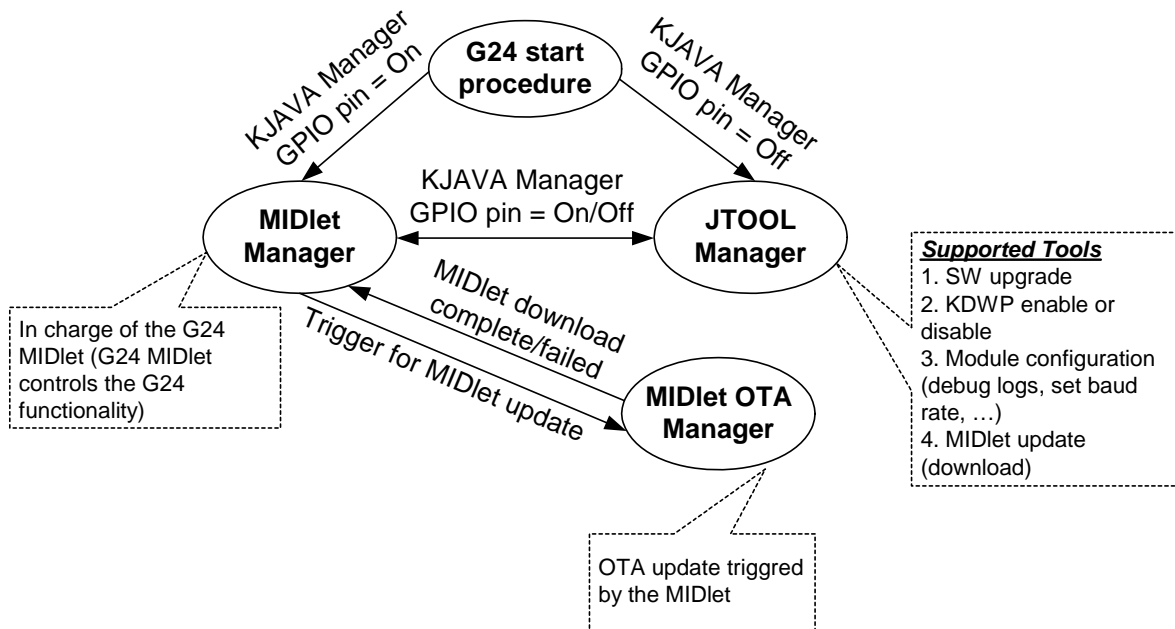 G24 start
procedure
KJAVA Manager
GPIO pin = On
KJAVA Manager
GPIO pin = Off
KJAVA Manager
GPIO pin = On/Off
MIDlet
Manager
JTOOL
Manager
Supported Tools
1. SW upgrade
2. KDWP enable or
disable
3. Module configuration
(debug logs, set baud
rate, ...)
4. MIDlet update
(download)
In charge of the G24
MIDlet (G24 MIDlet
controls the G24
functionality)
MIDlet download
complete/failed
Trigger for MIDlet update
MIDlet OTA
Manager
OTA update triggred
by the MIDlet